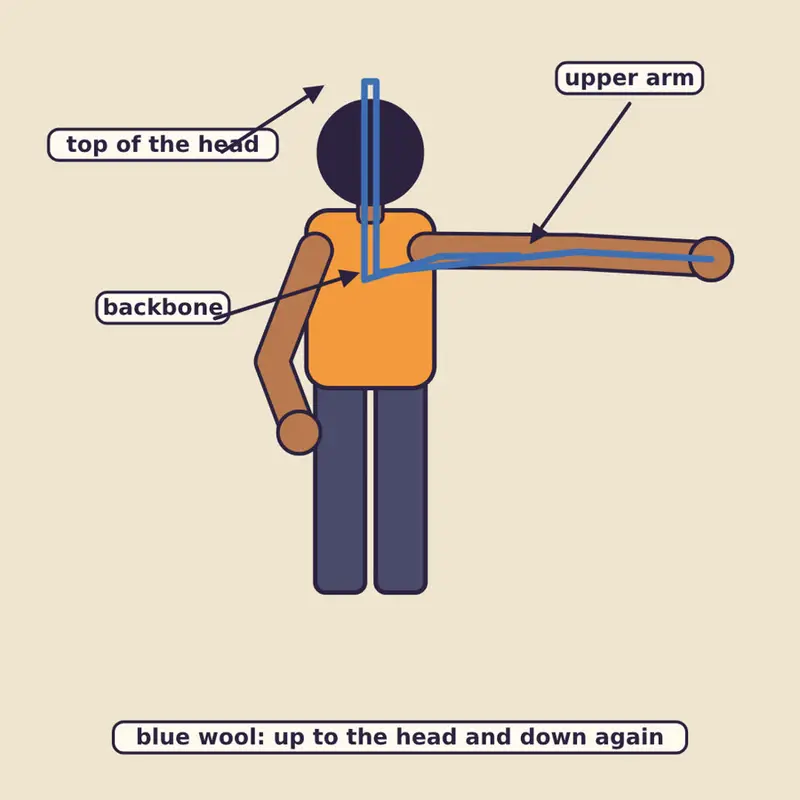 upper arm
top of the head
backbone
blue wool: up to the head and down again